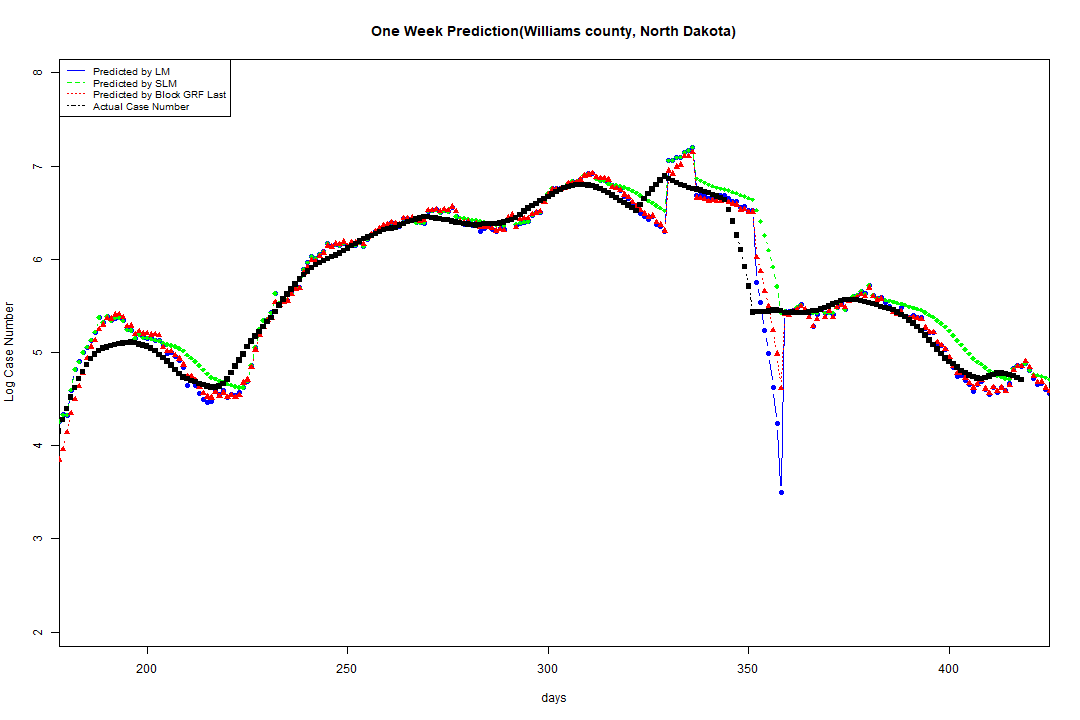 One Week Prediction(Williams county, North Dakota)
Predicted by LM
Predicted by SLM
Predicted by Block GRF Last
Actual Case Number
8
7
6
5
4
3
2
Log Case Number
200 250 300 350 400
days